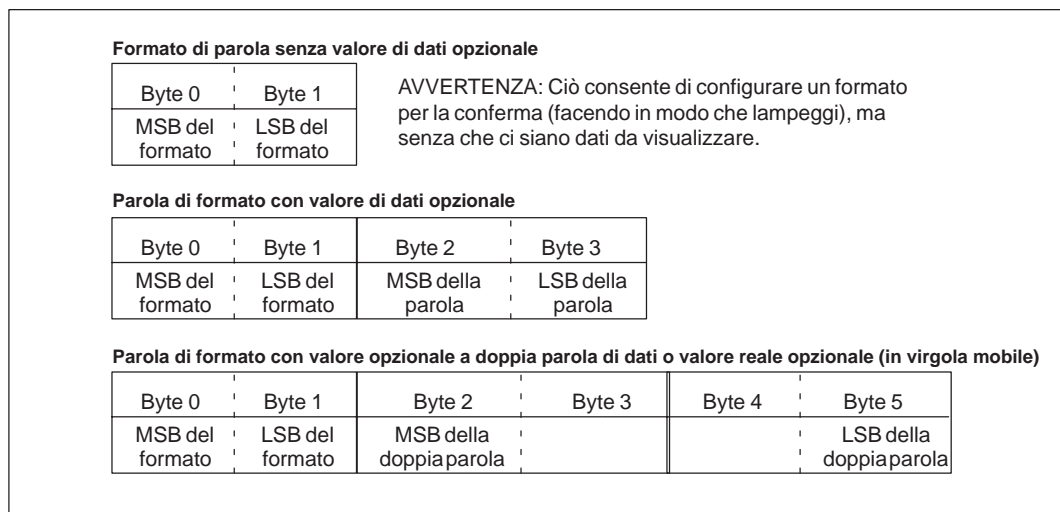 Formato di parola senza valore di dati opzionale
Byte 0 Byte 1
MSB del LSB del
formato formato
AVVERTENZA: Ciò consente di configurare un formato
per la conferma (facendo in modo che lampeggi), ma
senza che ci siano dati da visualizzare.
Parola di formato con valore di dati opzionale
Byte 0 Byte 1 Byte 2 Byte 3
MSB del LSB del MSB della LSB della
formato formato parola parola
Parola di formato con valore opzionale a doppia parola di dati o valore reale opzionale (in virgola mobile)
Byte 0 Byte 1 Byte 2 Byte 3 Byte 4 Byte 5
MSB del LSB del MSB della LSB della
formato formato doppia parola doppia parola